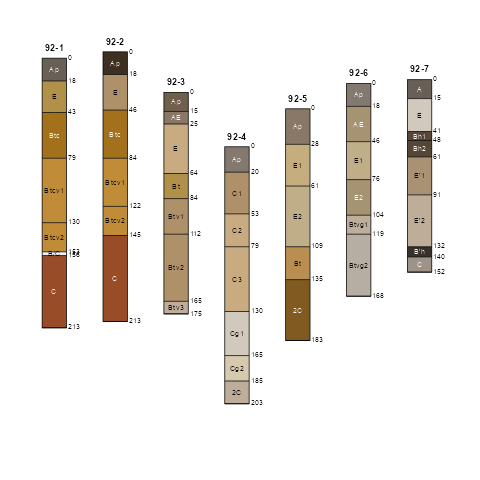 92-1
0
Ap
18
E
43
Btc
79
Btcv1
130
Btcv2
C
213
92-2
0
Ap
18
E
46
Btc
84
Btcv1
122
Btcv2
145
C
213
92-3
0
Ap
15
AE
25
E
64
Bt
84
Btv1
112
Btv2
165
Btv3
175
92-4
0
Ap
20
C1
53
C2
79
C3
130
Cg1
165
Cg2
185
2C
203
92-5
0
Ap
28
E1
61
E2
109
Bt
135
2C
183
92-6
0
Ap
18
AE
46
E1
76
E2
104
Btvg1
119
Btvg2
168
92-7
0
A
15
E
41
Bh1
48
Bh2
61
E'1
91
E'2
132
B'h
140
C
152